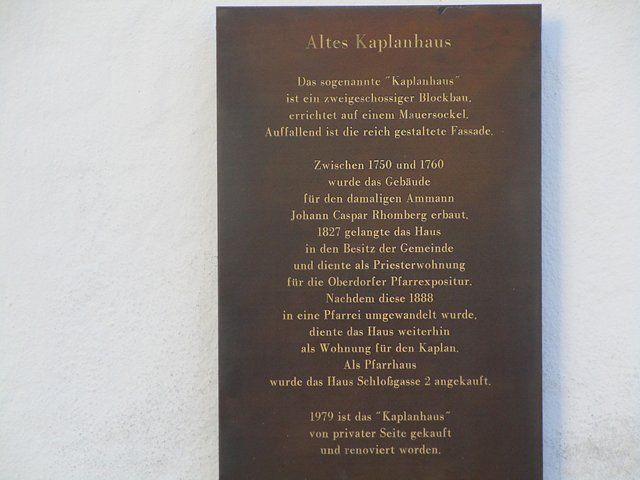 Altes Kaplanhaus
Das sogenannte "Kaplanhaus"
ist ein zweigeschossiger Blockbau,
errichtet auf einem Mauersockel.
Auffallend ist die reich gestaltete Fassade.
Zwischen 1750 und 1760
wurde das Gebäude
für den damaligen Ammann
Johann Caspar Rhomberg erbaut.
1827 gelangte das Haus
in den Besitz der Gemeinde
und diente als Priesterwohnung
für die Oberdorfer Pfarrexpositur.
Nachdem diese 1888
in eine Pfarrei umgewandelt wurde,
diente das Haus weiterhin
als Wohnung für den Kaplan.
Als Pfarrhaus
wurde das Haus Schloßgasse 2 angekauft.
1979 ist das "Kaplanhaus"
von privater Seite gekauft
und renoviert worden.